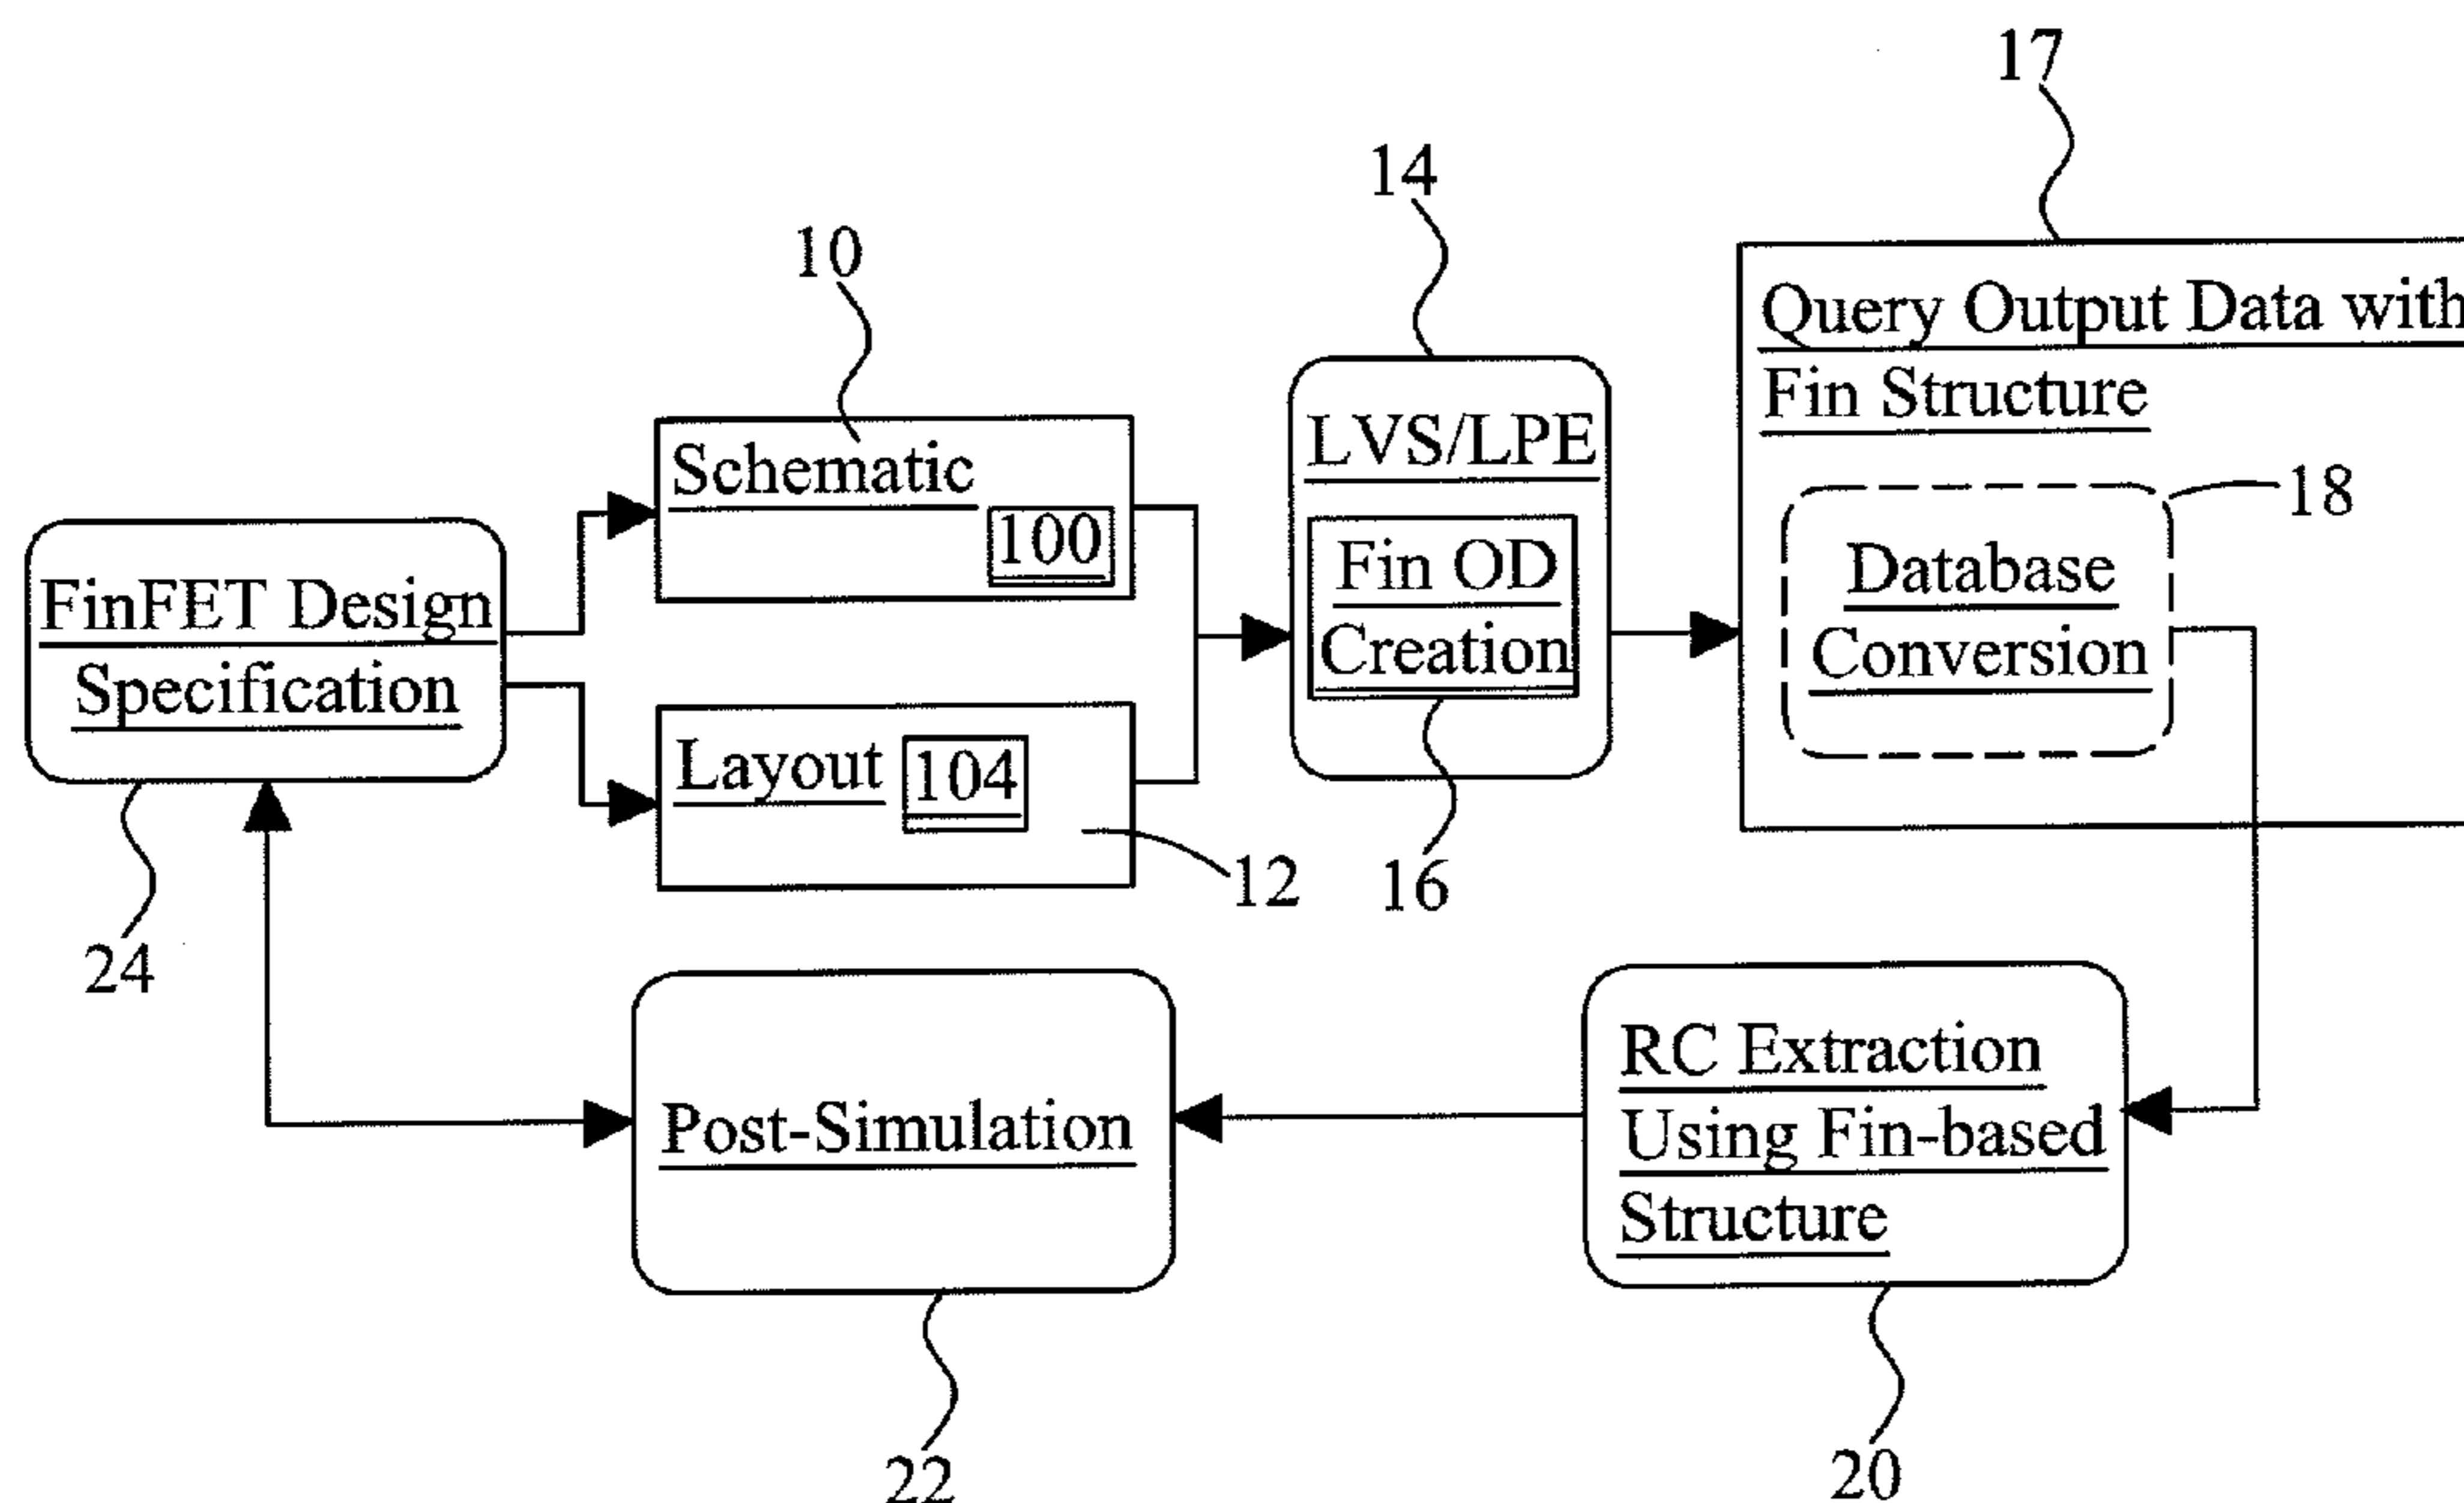 17
14
10
Query Output Data with
Fin Structure
LVS/LPE
Schematic
100
18
Fin OD
Creation
Database
Conversion
FinFET Design
Specification
Layout
104
12
16
24
RC Extraction
Using Fin-based
Structure
Post-Simulation
22
20